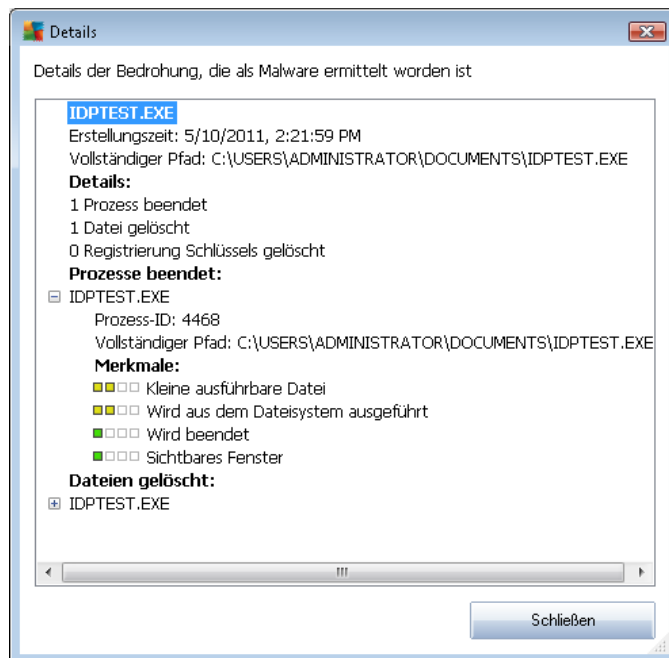 Details
Details der Bedrohung, die als Malware ermittelt worden ist
IDPTEST.EXE
Erstellungszeit: 5/10/2011, 2:21:59 PM
Vollständiger Pfad: C:\USERS\ADMINISTRATOR\DOCUMENTS\IDPTEST.EXE
Details:
1 Prozess beendet
1 Datei gelöscht
0 Registrierung Schlüssels gelöscht
Prozesse beendet:
IDPTEST.EXE
Prozess-ID: 4468
Vollständiger Pfad: C:\USERS\ADMINISTRATOR\DOCUMENTS\IDPTEST.EXE
Merkmale:
Kleine ausführbare Datei
Wird aus dem Dateisystem ausgeführt
Wird beendet
Sichtbares Fenster
Dateien gelöscht:
IDPTEST.EXE
Schließen